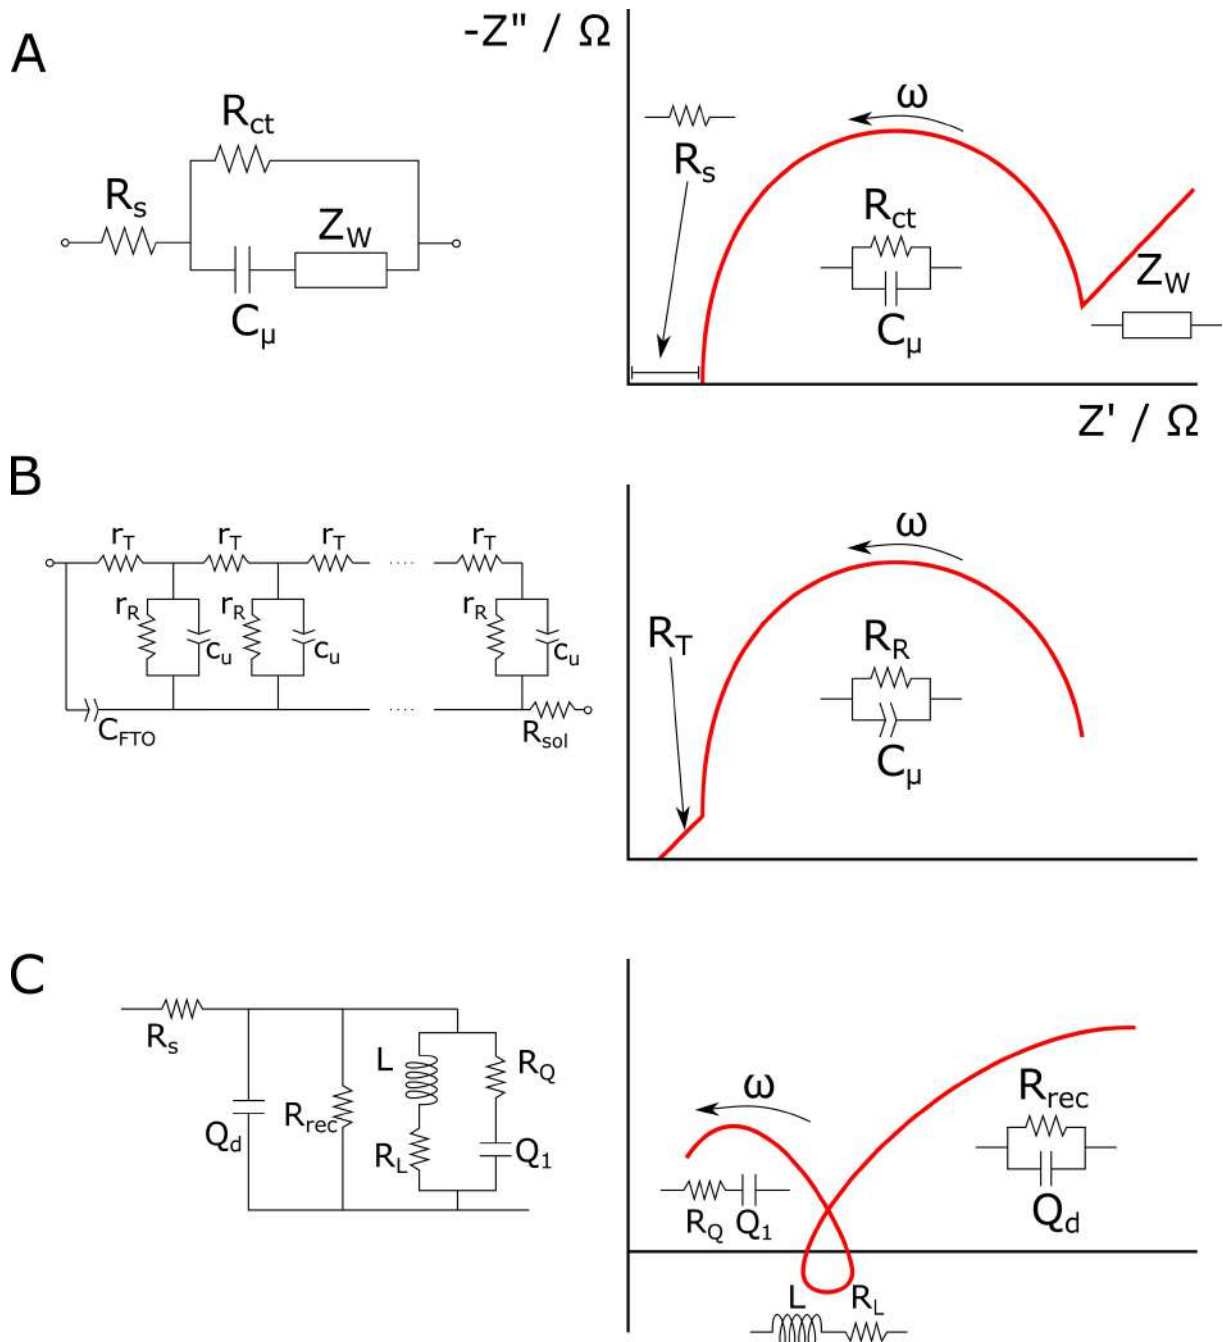 A
-Z" / Ω
ω
R_ct
R_s
R_s
R_ct
Z_W
Z_W
C_μ
C_μ
Z' / Ω
B
r_T r_T r_T r_T
ω
r_R r_R r_R
R_T
R_R
c_u c_u c_u
C_FTO
R_sol
C_μ
C
R_s
L
R_Q
ω
R_rec
Q_d
R_rec
R_L
Q_1
R_Q Q_1
Q_d
L R_L